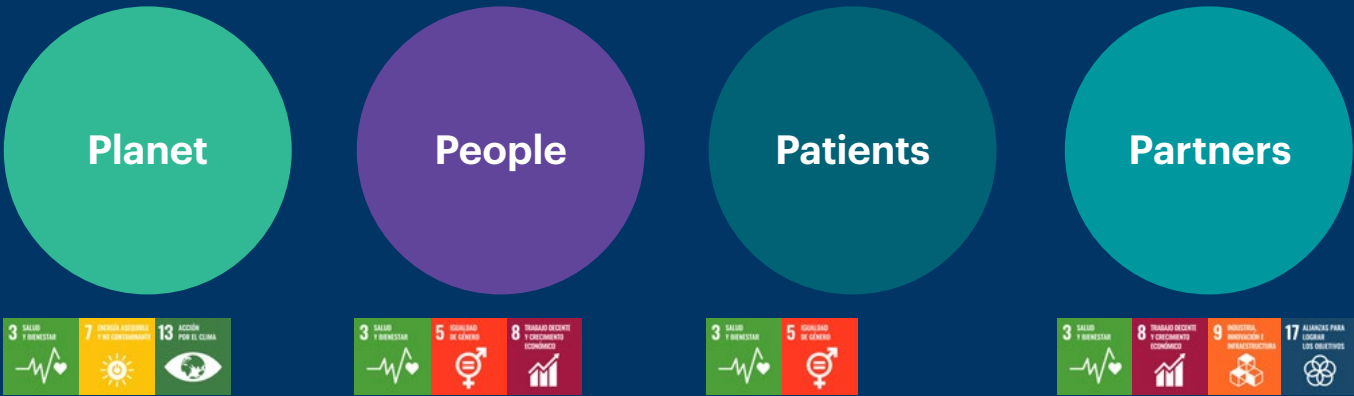 Planet
People
Patients
Partners
3 SALUD
Y BIENESTAR
7 ENERGÍA ASEQUIBLE
Y NO CONTAMINANTE
13 ACCIÓN
POR EL CLIMA
3 SALUD
Y BIENESTAR
5 IGUALDAD
DE GÉNERO
8 TRABAJO DECENTE
Y CRECIMIENTO
ECONÓMICO
3 SALUD
Y BIENESTAR
5 IGUALDAD
DE GÉNERO
3 SALUD
Y BIENESTAR
8 TRABAJO DECENTE
Y CRECIMIENTO
ECONÓMICO
9 INDUSTRIA,
INNOVACIÓN E
INFRAESTRUCTURA
17 ALIANZAS PARA
LOGRAR
LOS OBJETIVOS